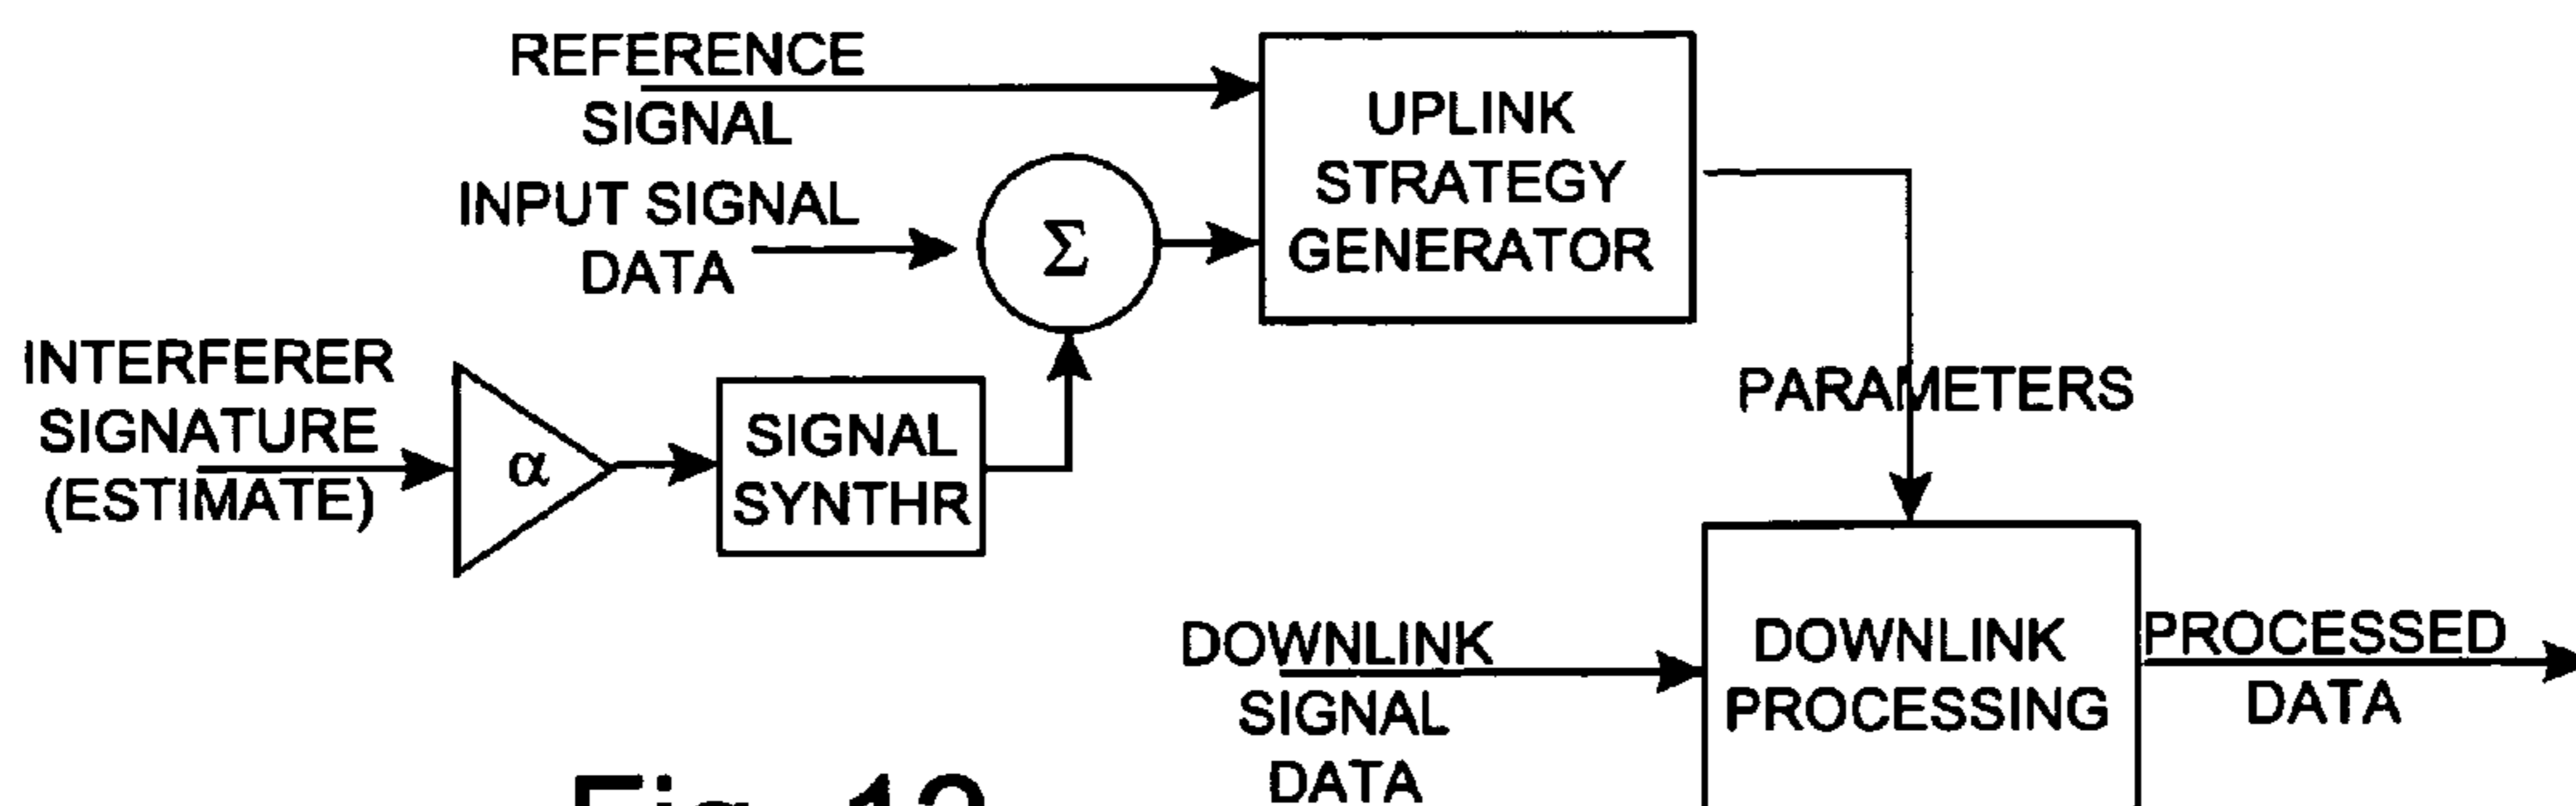 REFERENCE
SIGNAL
INPUT SIGNAL
DATA
Σ
UPLINK
STRATEGY
GENERATOR
INTERFERER
SIGNATURE
(ESTIMATE)
α
SIGNAL
SYNTHR
PARAMETERS
DOWNLINK
SIGNAL
DATA
DOWNLINK
PROCESSING
PROCESSED
DATA